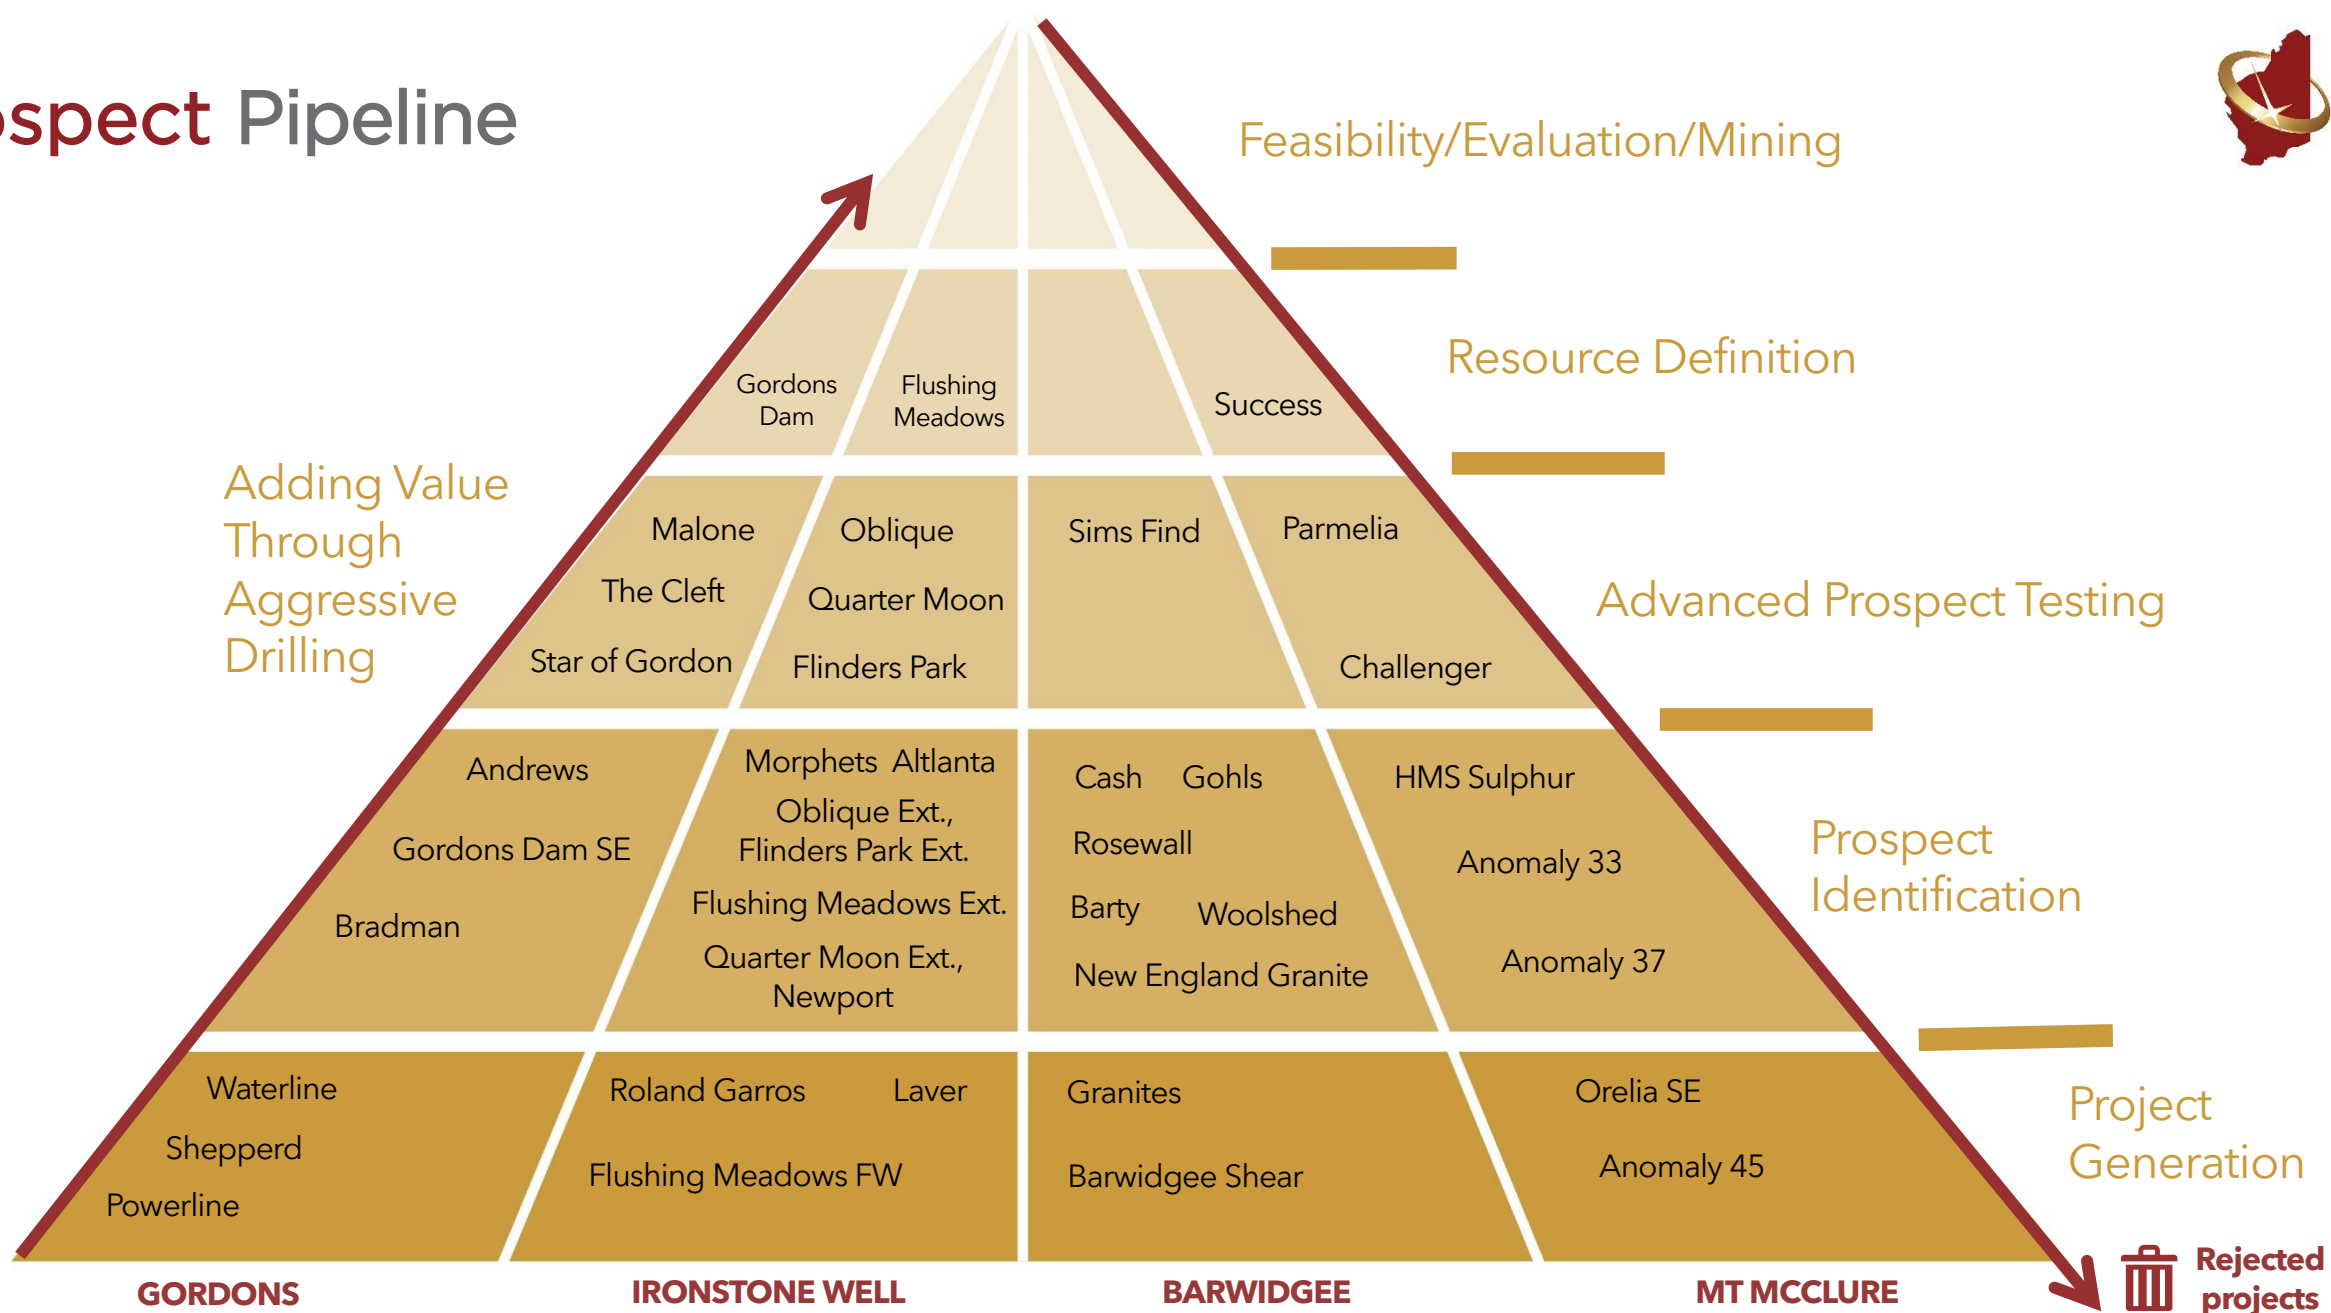 spect Pipeline
Feasibility/Evaluation/Mining
Resource Definition
Gordons
Dam
Flushing
Meadows
Success
Adding Value
Through
Aggressive
Drilling
Malone
Oblique
Sims Find
Parmelia
The Cleft
Quarter Moon
Advanced Prospect Testing
Star of Gordon
Flinders Park
Challenger
Andrews
Morphets Altlanta
Cash Gohls
HMS Sulphur
Oblique Ext.,
Flinders Park Ext.
Gordons Dam SE
Rosewall
Anomaly 33
Prospect
Identification
Flushing Meadows Ext.
Bradman
Barty Woolshed
Quarter Moon Ext.,
Newport
New England Granite
Anomaly 37
Waterline
Roland Garros Laver
Granites
Orelia SE
Project
Generation
Shepperd
Flushing Meadows FW
Barwidgee Shear
Anomaly 45
Powerline
GORDONS
IRONSTONE WELL
BARWIDGEE
MT MCCLURE
Rejected
projects